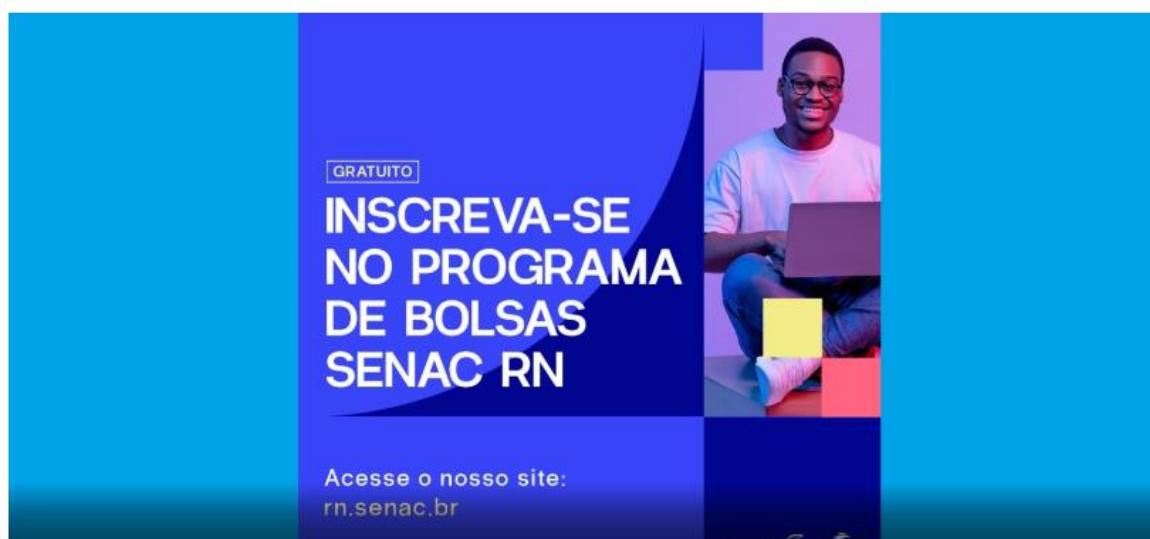 GRATUITO
INSCREVA-SE
NO PROGRAMA
DE BOLSAS
SENAC RN
Acesse o nosso site:
rn.senac.br